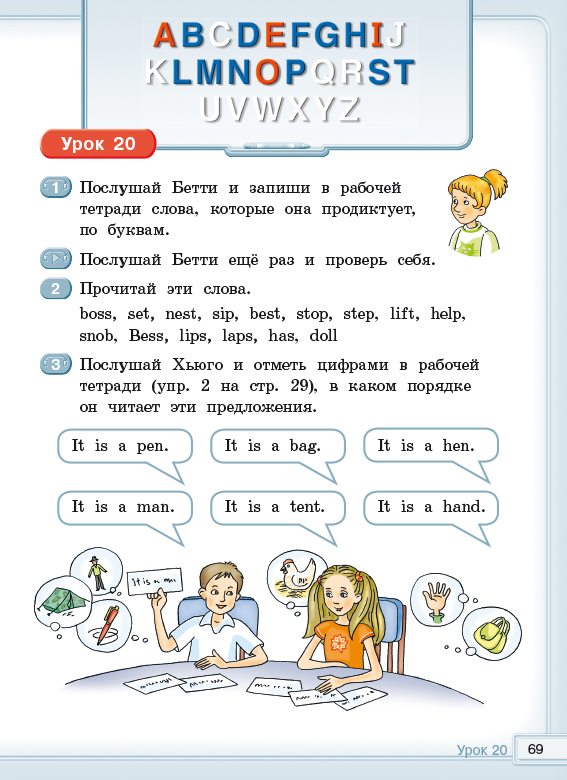 ABCDEFGHIJ
KLMNOPQRST
UVWXYZ
Урок 20
1 Послушай Бетти и запиши в рабочей
тетради слова, которые она продиктует,
по буквам.
Послушай Бетти ещё раз и проверь себя.
2 Прочитай эти слова.
boss, set, nest, sip, best, stop, step, lift, help,
snob, Bess, lips, laps, has, doll
3 Послушай Хьюго и отметь цифрами в рабочей
тетради (упр. 2 на стр. 29), в каком порядке
он читает эти предложения.
It is a pen. It is a bag. It is a hen.
It is a man. It is a tent. It is a hand.
It is a
Урок 20 69